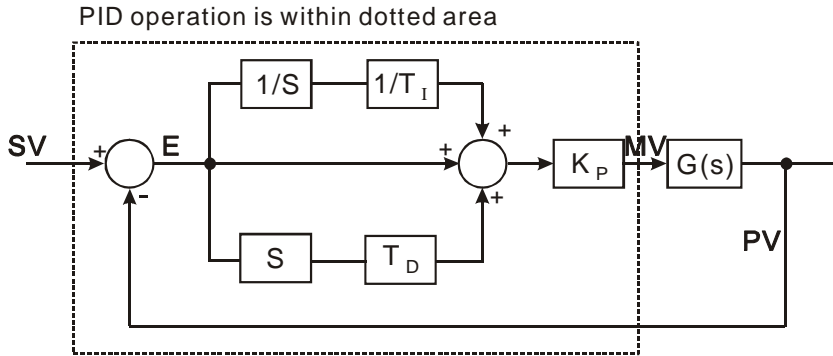 PID operation is within dotted area
1/S
1/T I
+
SV
+
E
+
K P
MV
G(s)
-
+
PV
S
T D